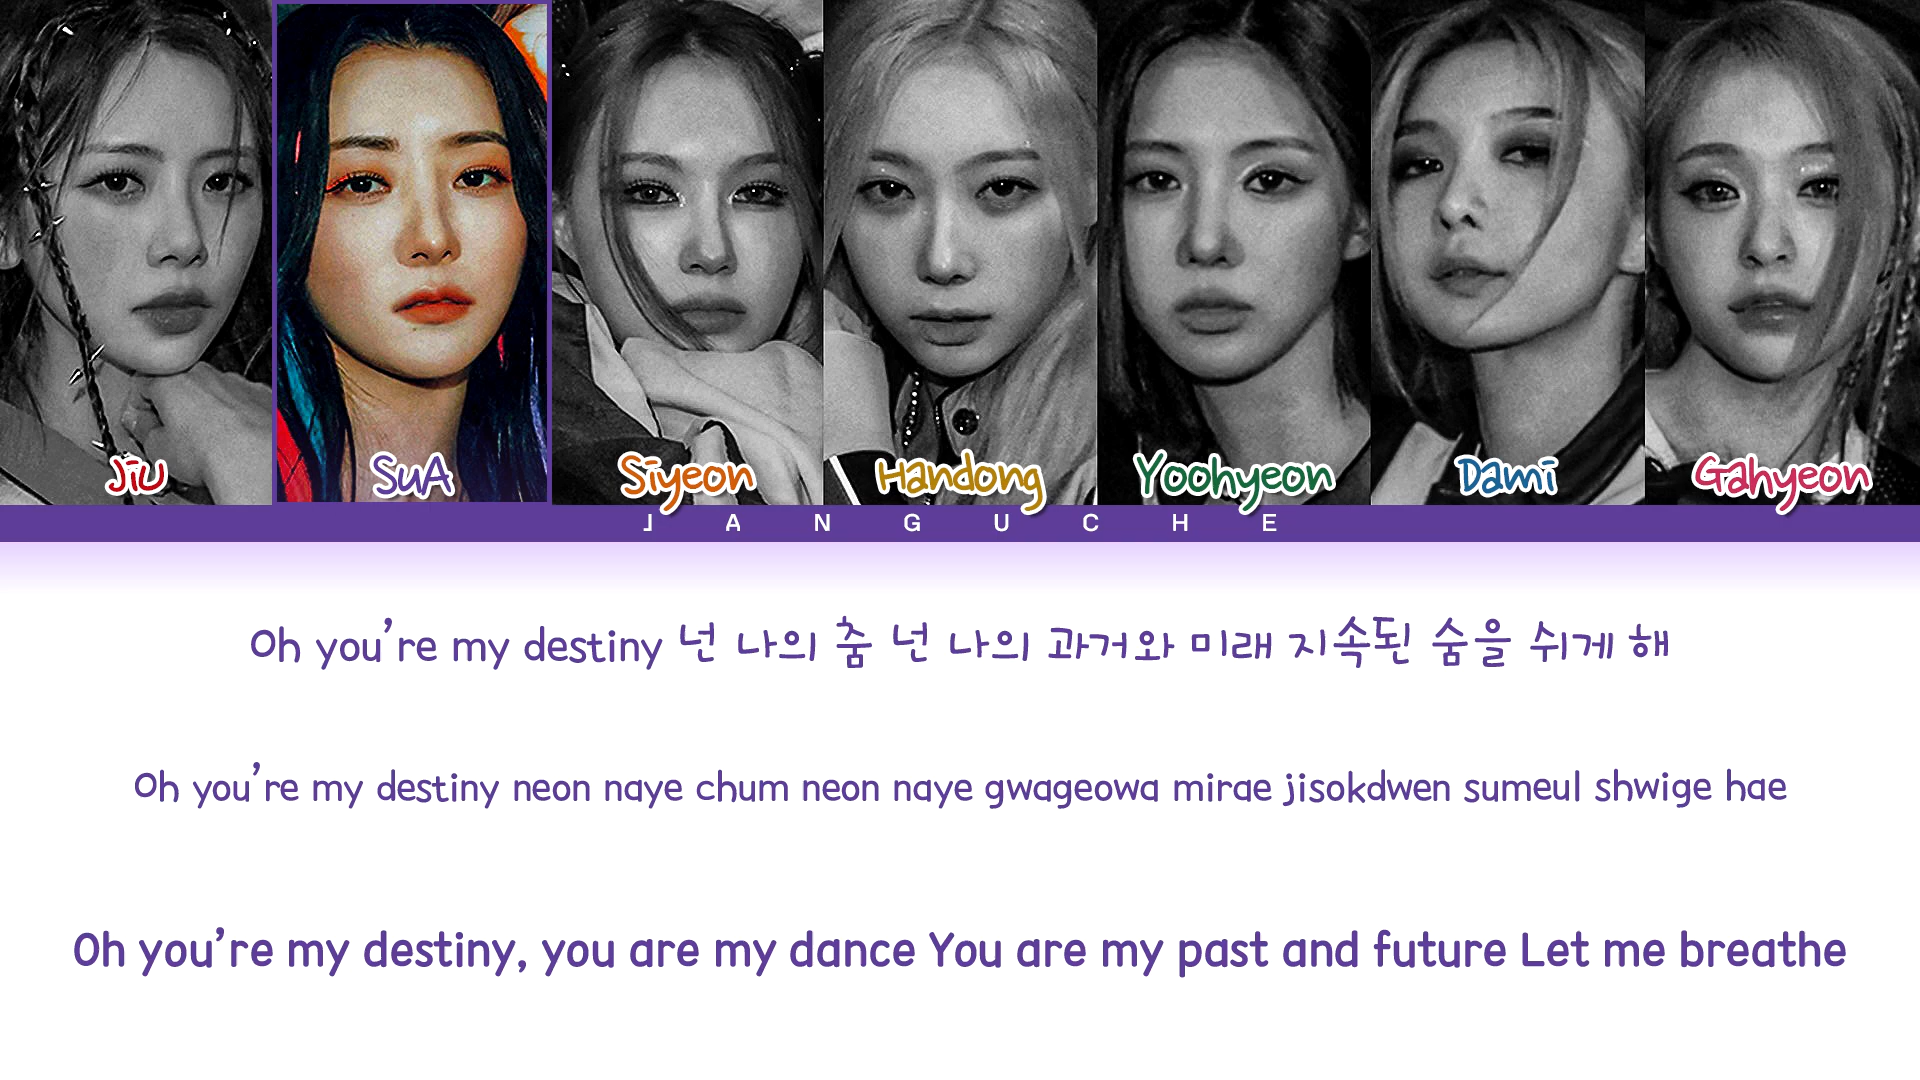 JiU SuA Siyeon Handong Yoohyeon Dami Gahyeon
JANGUCHE
Oh you’re my destiny 넌 나의 춤 넌 나의 과거와 미래 지속된 숨을 쉬게 해
Oh you’re my destiny neon naye chum neon naye gwageowa mirae jisokdwen sumeul shwige hae
Oh you’re my destiny, you are my dance You are my past and future Let me breathe